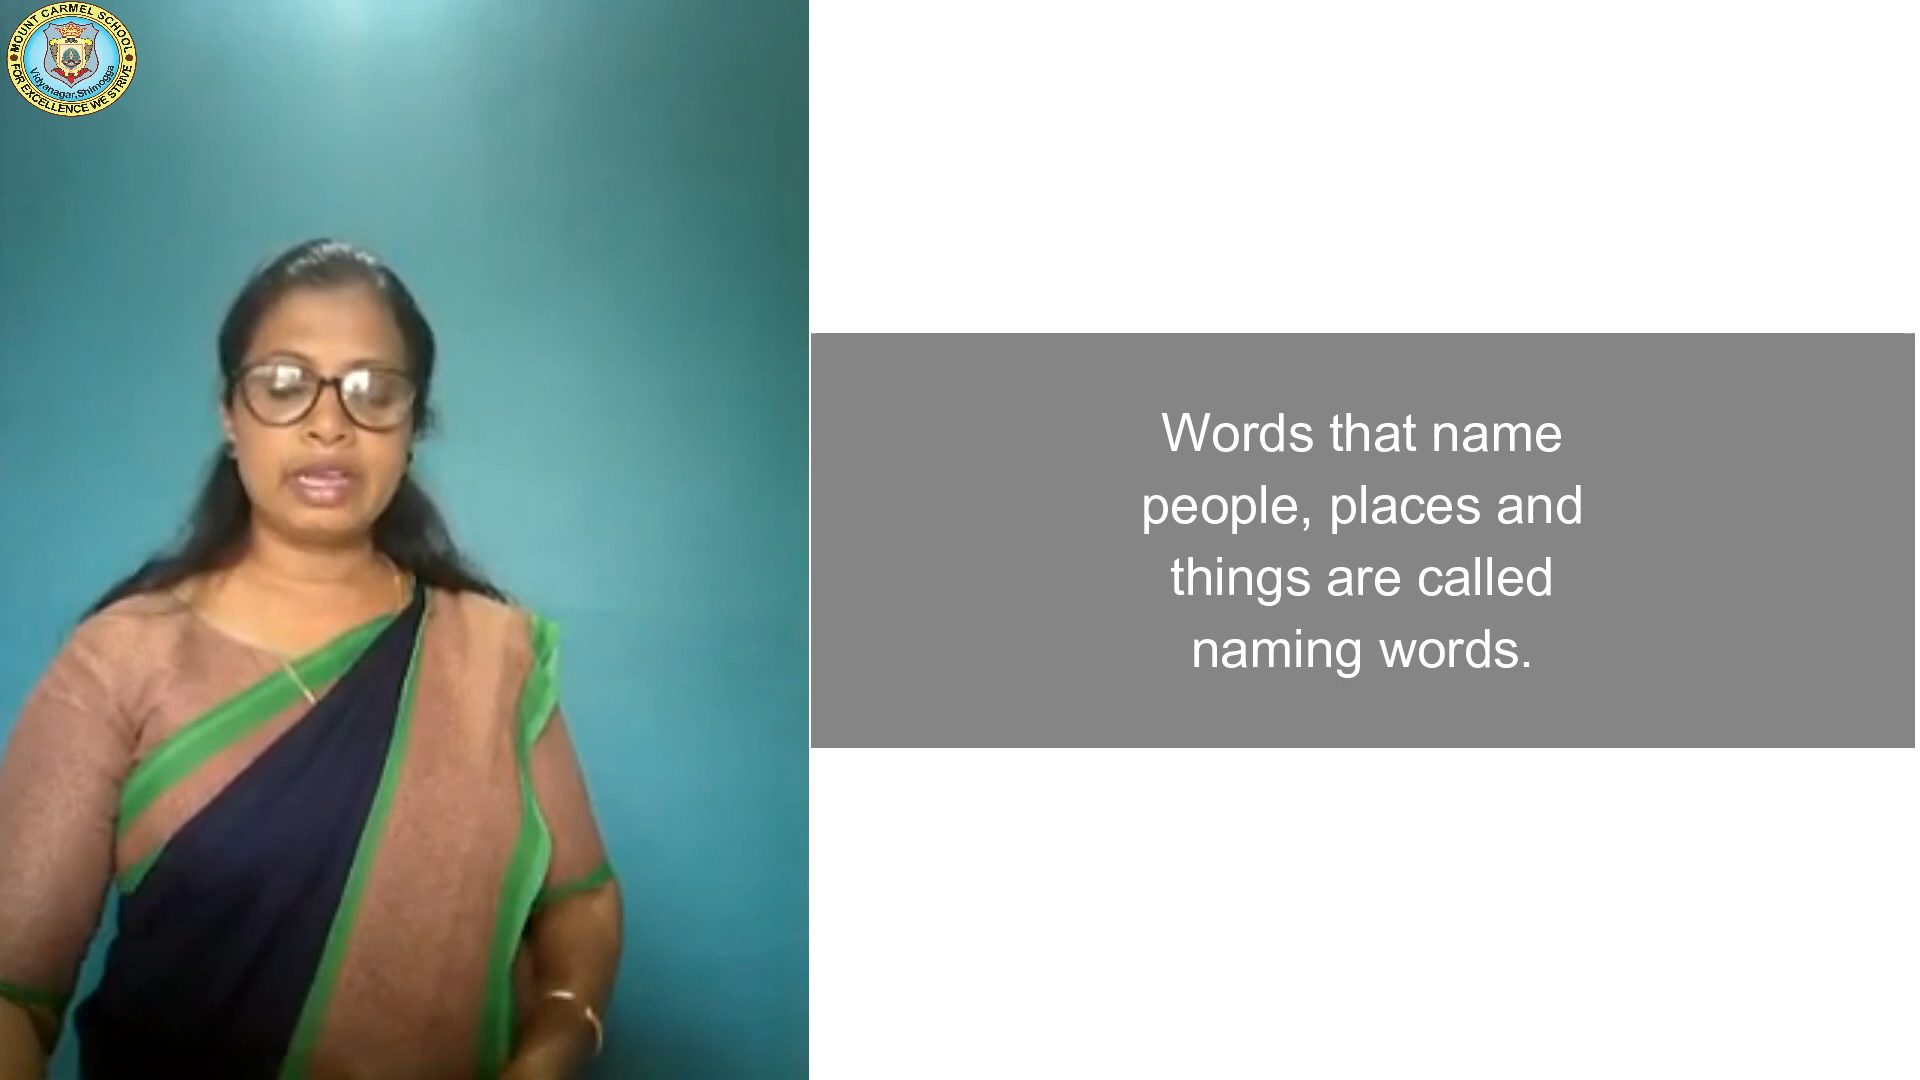 MOUNT CARMEL SCHOOL
Vidyanagar,Shimogga
FOR EXCELLENCE WE STRIVE
Words that name
people, places and
things are called
naming words.